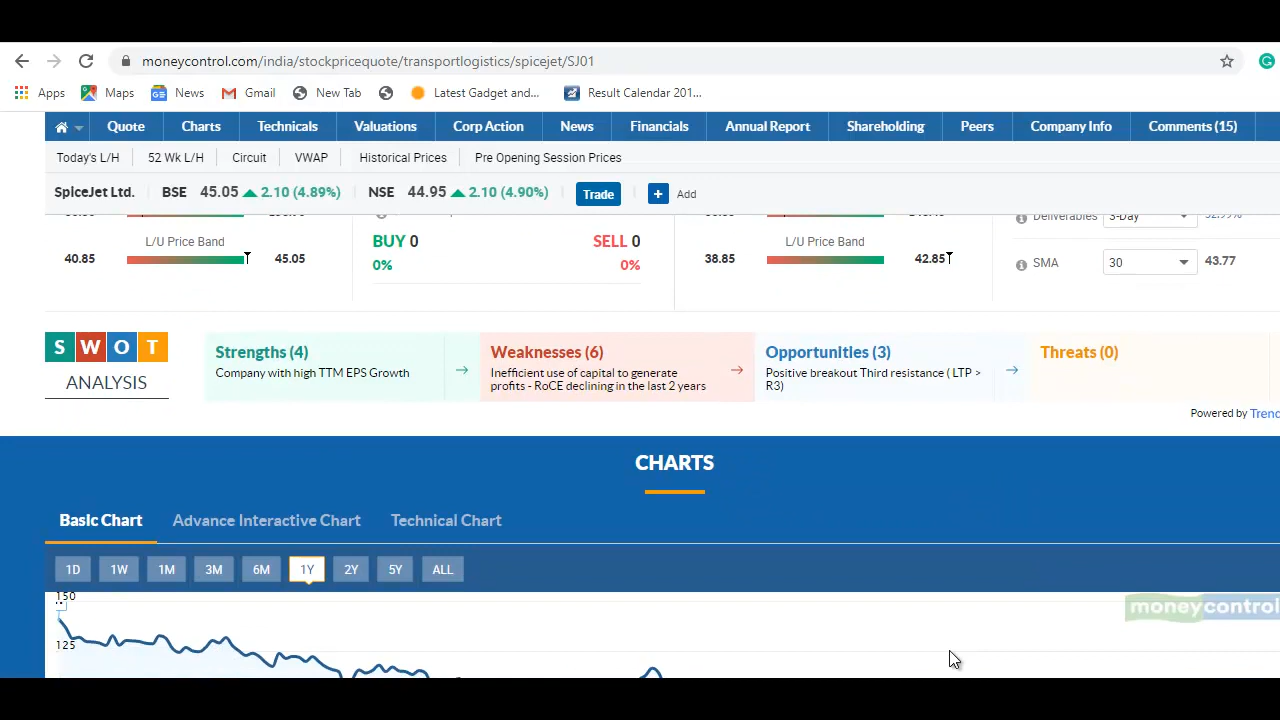 moneycontrol.com/india/stockpricequote/transportlogistics/spicejet/SJ01
Apps Maps News Gmail New Tab Latest Gadget and... Result Calendar 201...
Quote Charts Technicals Valuations Corp Action News Financials Annual Report Shareholding Peers Company Info Comments (15)
Today's L/H 52 Wk L/H Circuit VWAP Historical Prices Pre Opening Session Prices
SpiceJet Ltd. BSE 45.05 2.10 (4.89%) NSE 44.95 2.10 (4.90%) Trade + Add
Deliverables 3-Day
L/U Price Band BUY 0 SELL 0 L/U Price Band
40.85 45.05 0% 0% 38.85 42.85 SMA 30 43.77
S W O T
ANALYSIS
Strengths (4)
Company with high TTM EPS Growth
Weaknesses (6)
Inefficient use of capital to generate
profits - RoCE declining in the last 2 years
Opportunities (3)
Positive breakout Third resistance ( LTP >
R3)
Threats (0)
Powered by Trend
CHARTS
Basic Chart Advance Interactive Chart Technical Chart
1D 1W 1M 3M 6M 1Y 2Y 5Y ALL
150
moneycontrol
125